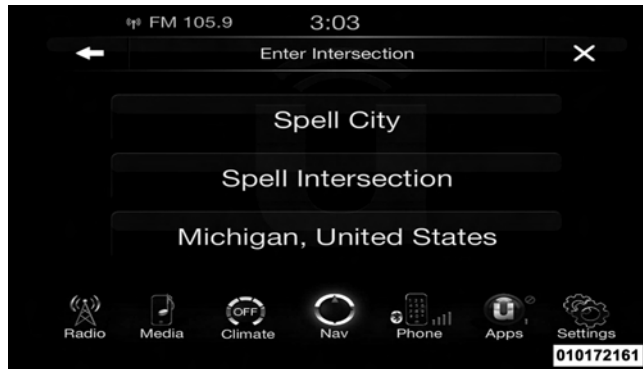 FM 105.9 3:03
Enter Intersection
Spell City
Spell Intersection
Michigan, United States
OFF
Radio Media Climate Nav Phone Apps Settings
010172161